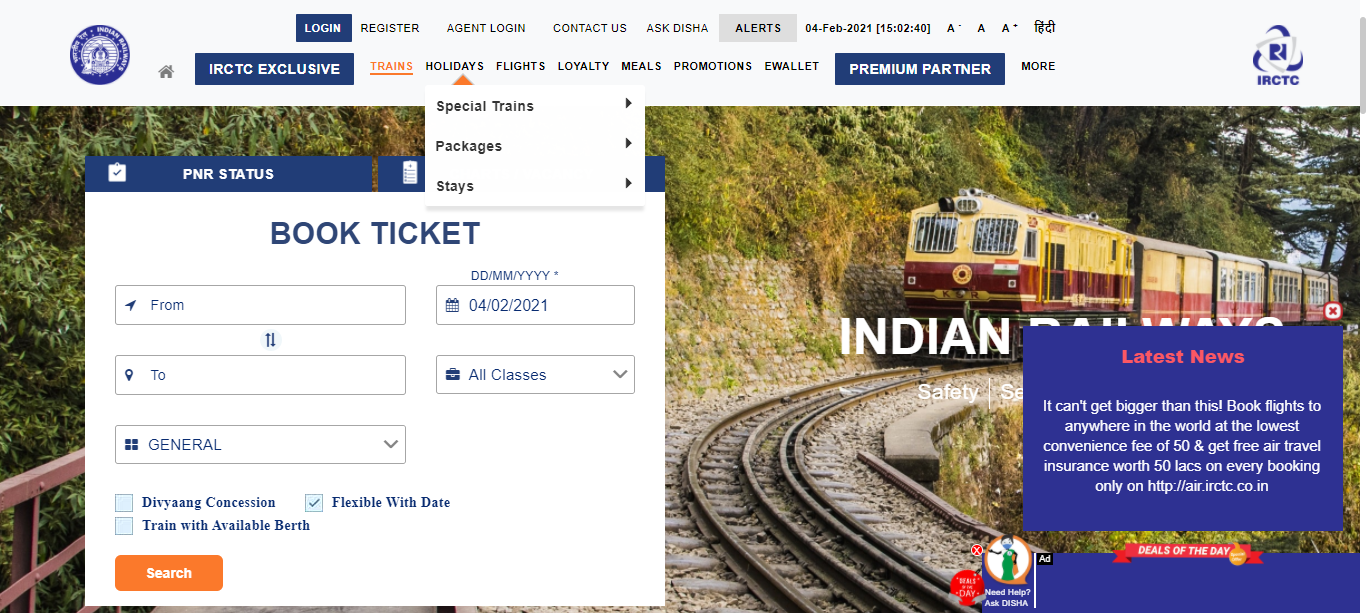 LOGIN REGISTER AGENT LOGIN CONTACT US ASK DISHA ALERTS 04-Feb-2021 [15:02:40] A - A A + हिंदी
IRCTC EXCLUSIVE TRAINS HOLIDAYS FLIGHTS LOYALTY MEALS PROMOTIONS EWALLET PREMIUM PARTNER MORE
IRCTC
INDIAN RAILWAYS
Special Trains
Packages
Stays
PNR STATUS
BOOK TICKET
DD/MM/YYYY *
From
04/02/2021
To
All Classes
GENERAL
Divyaang Concession
Flexible With Date
Train with Available Berth
Search
INDIAN RAILWAYS
Safety
Latest News
It can't get bigger than this! Book flights to
anywhere in the world at the lowest
convenience fee of 50 & get free air travel
insurance worth 50 lacs on every booking
only on http://air.irctc.co.in
DEALS OF THE DAY
Ad
DEALS
OF THE
DAY
Need Help?
Ask DISHA